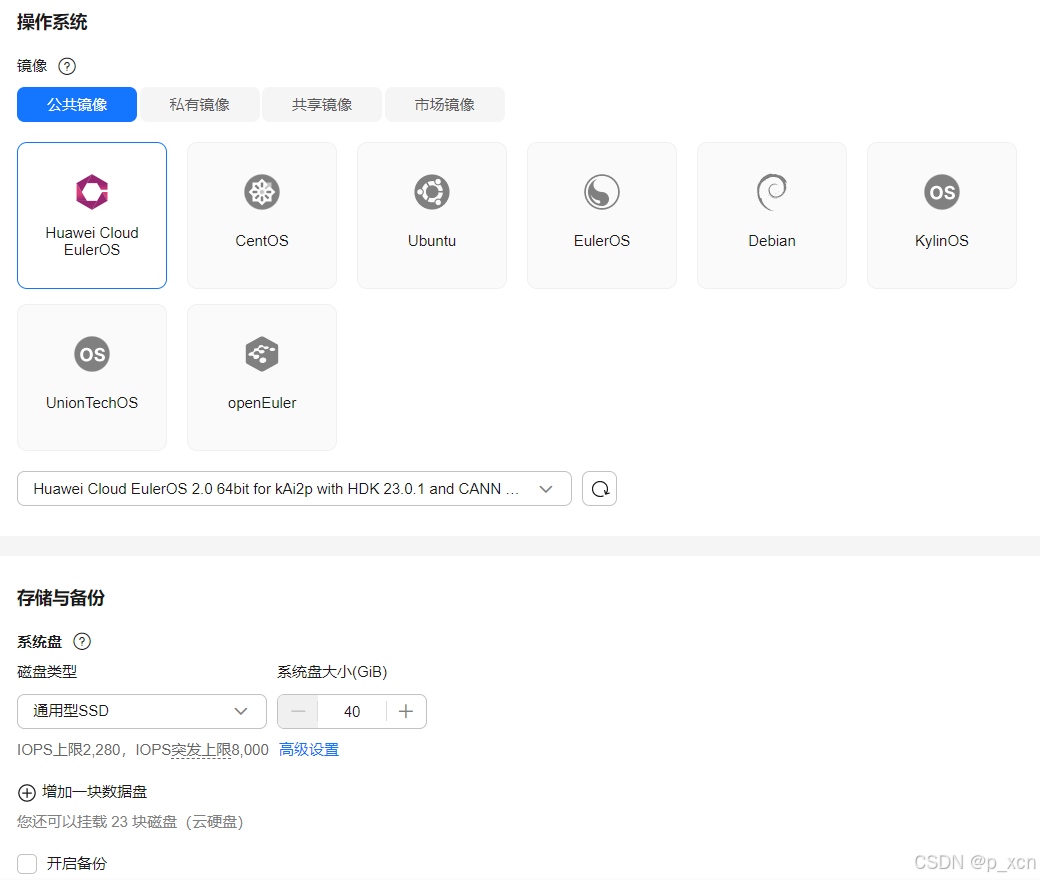 操作系统
镜像 ?
公共镜像 私有镜像 共享镜像 市场镜像
Huawei Cloud
EulerOS
CentOS
Ubuntu
EulerOS
Debian
OS
KylinOS
OS
UnionTechOS
openEuler
Huawei Cloud EulerOS 2.0 64bit for kAi2p with HDK 23.0.1 and CANN ...
存储与备份
系统盘 ?
磁盘类型 系统盘大小(GiB)
通用型SSD 40
IOPS上限2,280，IOPS突发上限8,000 高级设置
增加一块数据盘
您还可以挂载 23 块磁盘（云硬盘）
开启备份
CSDN @p_xcn